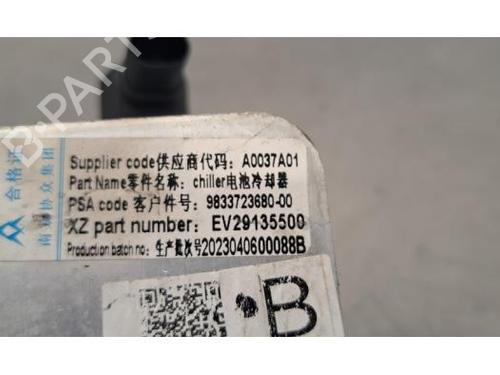 Supplier code供应商代码: A0037A01
Part Name零件名称: chiller电池冷却器
PSA code 客户件号: 9833723680-00
XZ part number: EV29135500
Production batch no: 生产批次号2023040600088B
合格证
B